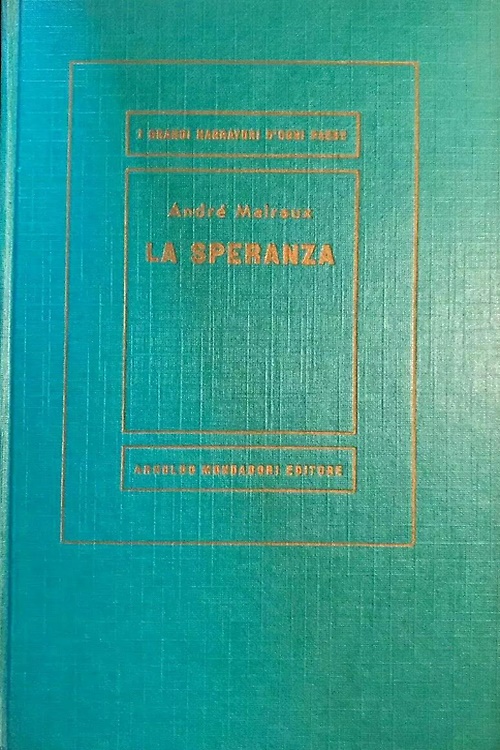 I GRANDI NARRATORI D'OGNI PAESE
André Malraux
LA SPERANZA
ARNOLDO MONDADORI EDITORE